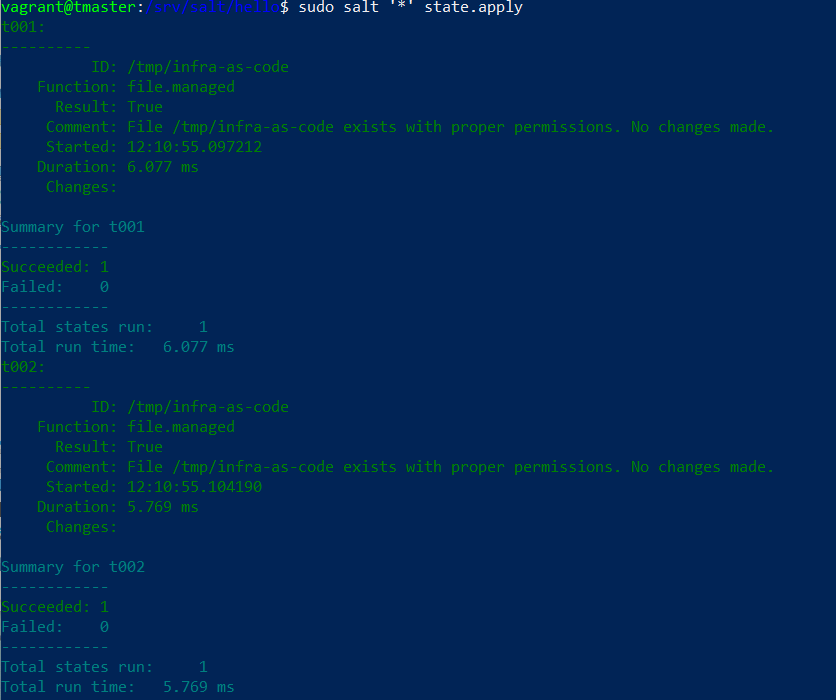 vagrant@tmaster:/srv/salt/hello$ sudo salt '*' state.apply
t001:
----------
          ID: /tmp/infra-as-code
    Function: file.managed
      Result: True
     Comment: File /tmp/infra-as-code exists with proper permissions. No changes made.
     Started: 12:10:55.097212
    Duration: 6.077 ms
     Changes:

Summary for t001
------------
Succeeded: 1
Failed:    0
------------
Total states run:     1
Total run time:   6.077 ms
t002:
----------
          ID: /tmp/infra-as-code
    Function: file.managed
      Result: True
     Comment: File /tmp/infra-as-code exists with proper permissions. No changes made.
     Started: 12:10:55.104190
    Duration: 5.769 ms
     Changes:

Summary for t002
------------
Succeeded: 1
Failed:    0
------------
Total states run:     1
Total run time:   5.769 ms